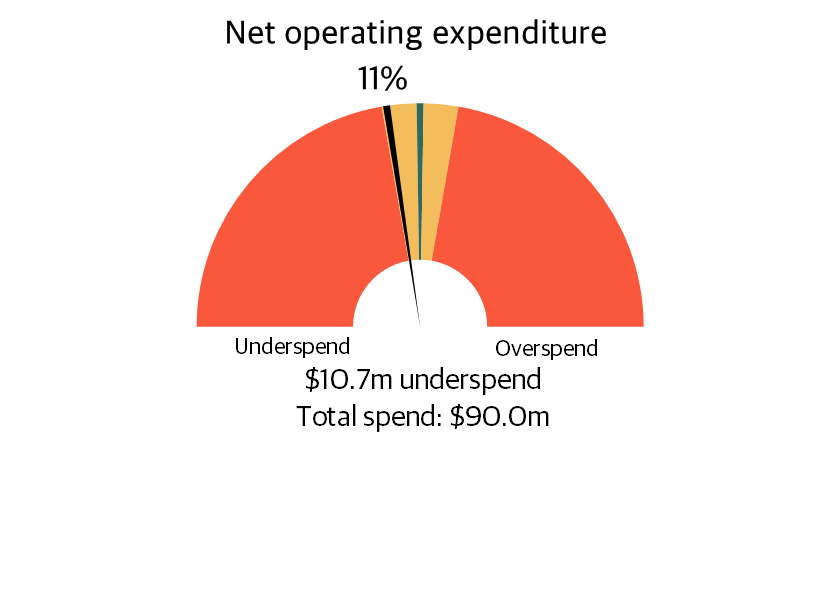 Net operating expenditure
11%
Underspend
Overspend
$10.7m underspend
Total spend: $90.0m